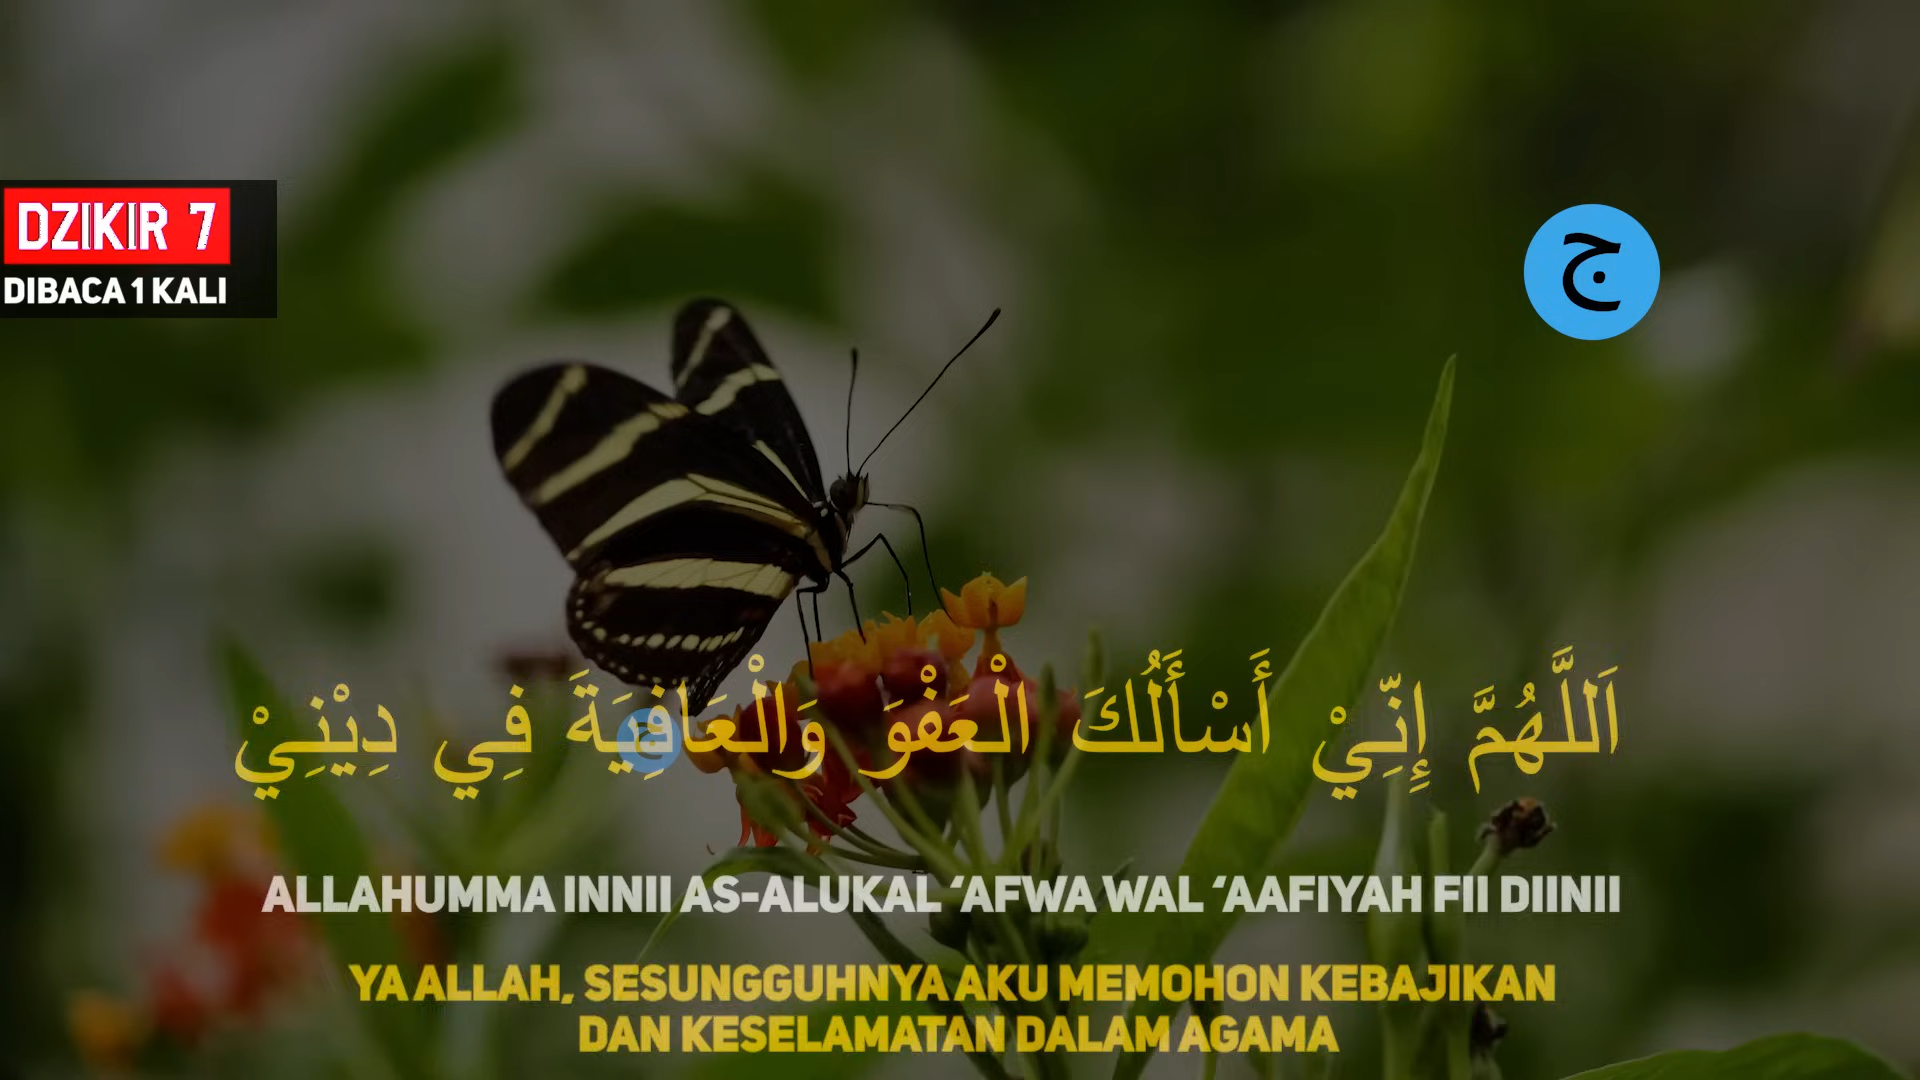 DZIKIR 7
DIBACA 1 KALI
ج
اَللَّهُمَّ إِنِّيْ أَسْأَلُكَ الْعَفْوَ وَالْعَافِيَةَ فِي دِيْنِيْ
ج
ALLAHUMMA INNII AS-ALUKAL ‘AFWA WAL ‘AAFIYAH FII DIINII
YA ALLAH, SESUNGGUHNYA AKU MEMOHON KEBAJIKAN
DAN KESELAMATAN DALAM AGAMA